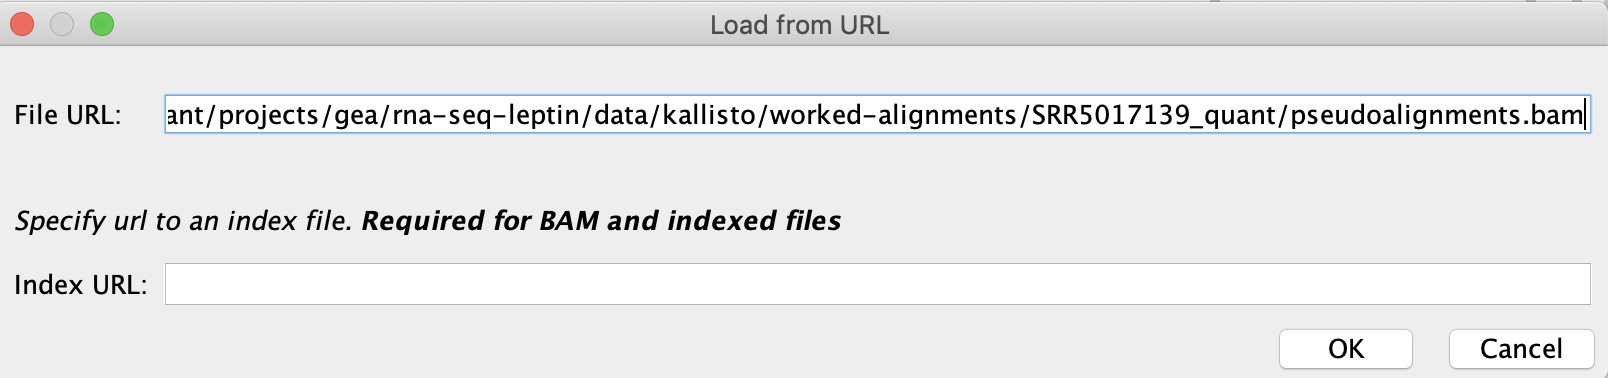 Load from URL
File URL: ant/projects/gea/rna-seq-leptin/data/kallisto/worked-alignments/SRR5017139_quant/pseudoalignments.bam
Specify url to an index file. Required for BAM and indexed files
Index URL:
OK Cancel